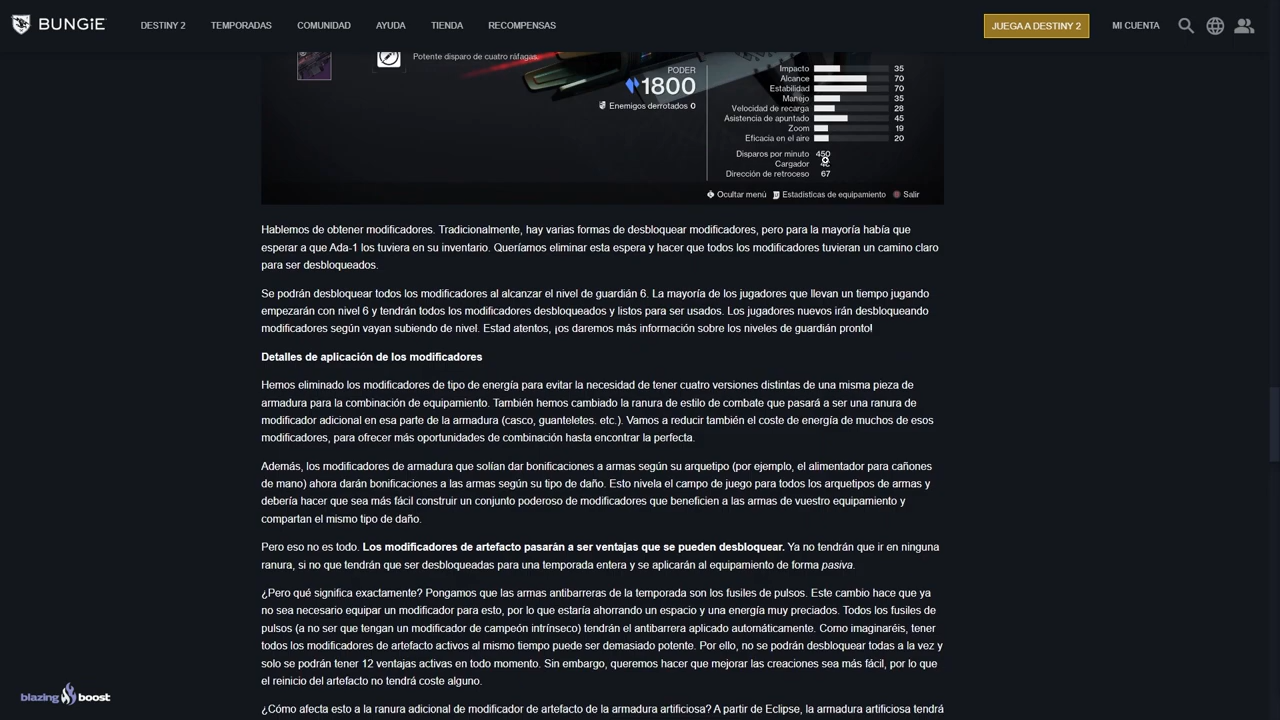 BUNGiE DESTINY 2 TEMPORADAS COMUNIDAD AYUDA TIENDA RECOMPENSAS JUEGA A DESTINY 2 MI CUENTA
Potente disparo de cuatro ráfagas.
PODER
1800
Enemigos derrotados 0
Impacto 35
Alcance 70
Estabilidad 70
Manejo 35
Velocidad de recarga 28
Asistencia de apuntado 45
Zoom 19
Eficacia en el aire 20
Disparos por minuto 450
Cargador
Dirección de retroceso 67
Ocultar menú Estadísticas de equipamiento Salir
Hablemos de obtener modificadores. Tradicionalmente, hay varias formas de desbloquear modificadores, pero para la mayoría había que
esperar a que Ada-1 los tuviera en su inventario. Queríamos eliminar esta espera y hacer que todos los modificadores tuvieran un camino claro
para ser desbloqueados.
Se podrán desbloquear todos los modificadores al alcanzar el nivel de guardián 6. La mayoría de los jugadores que llevan un tiempo jugando
empezarán con nivel 6 y tendrán todos los modificadores desbloqueados y listos para ser usados. Los jugadores nuevos irán desbloqueando
modificadores según vayan subiendo de nivel. Estad atentos, ¡os daremos más información sobre los niveles de guardián pronto!
Detalles de aplicación de los modificadores
Hemos eliminado los modificadores de tipo de energía para evitar la necesidad de tener cuatro versiones distintas de una misma pieza de
armadura para la combinación de equipamiento. También hemos cambiado la ranura de estilo de combate que pasará a ser una ranura de
modificador adicional en esa parte de la armadura (casco, guanteletes. etc.). Vamos a reducir también el coste de energía de muchos de esos
modificadores, para ofrecer más oportunidades de combinación hasta encontrar la perfecta.
Además, los modificadores de armadura que solían dar bonificaciones a armas según su arquetipo (por ejemplo, el alimentador para cañones
de mano) ahora darán bonificaciones a las armas según su tipo de daño. Esto nivela el campo de juego para todos los arquetipos de armas y
debería hacer que sea más fácil construir un conjunto poderoso de modificadores que beneficien a las armas de vuestro equipamiento y
compartan el mismo tipo de daño.
Pero eso no es todo. Los modificadores de artefacto pasarán a ser ventajas que se pueden desbloquear. Ya no tendrán que ir en ninguna
ranura, si no que tendrán que ser desbloqueadas para una temporada entera y se aplicarán al equipamiento de forma pasiva.
¿Pero qué significa exactamente? Pongamos que las armas antibarreras de la temporada son los fusiles de pulsos. Este cambio hace que ya
no sea necesario equipar un modificador para esto, por lo que estaría ahorrando un espacio y una energía muy preciados. Todos los fusiles de
pulsos (a no ser que tengan un modificador de campeón intrínseco) tendrán el antibarrera aplicado automáticamente. Como imaginaréis, tener
todos los modificadores de artefacto activos al mismo tiempo puede ser demasiado potente. Por ello, no se podrán desbloquear todas a la vez y
solo se podrán tener 12 ventajas activas en todo momento. Sin embargo, queremos hacer que mejorar las creaciones sea más fácil, por lo que
el reinicio del artefacto no tendrá coste alguno.
blazing boost
¿Cómo afecta esto a la ranura adicional de modificador de artefacto de la armadura artificiosa? A partir de Eclipse, la armadura artificiosa tendrá